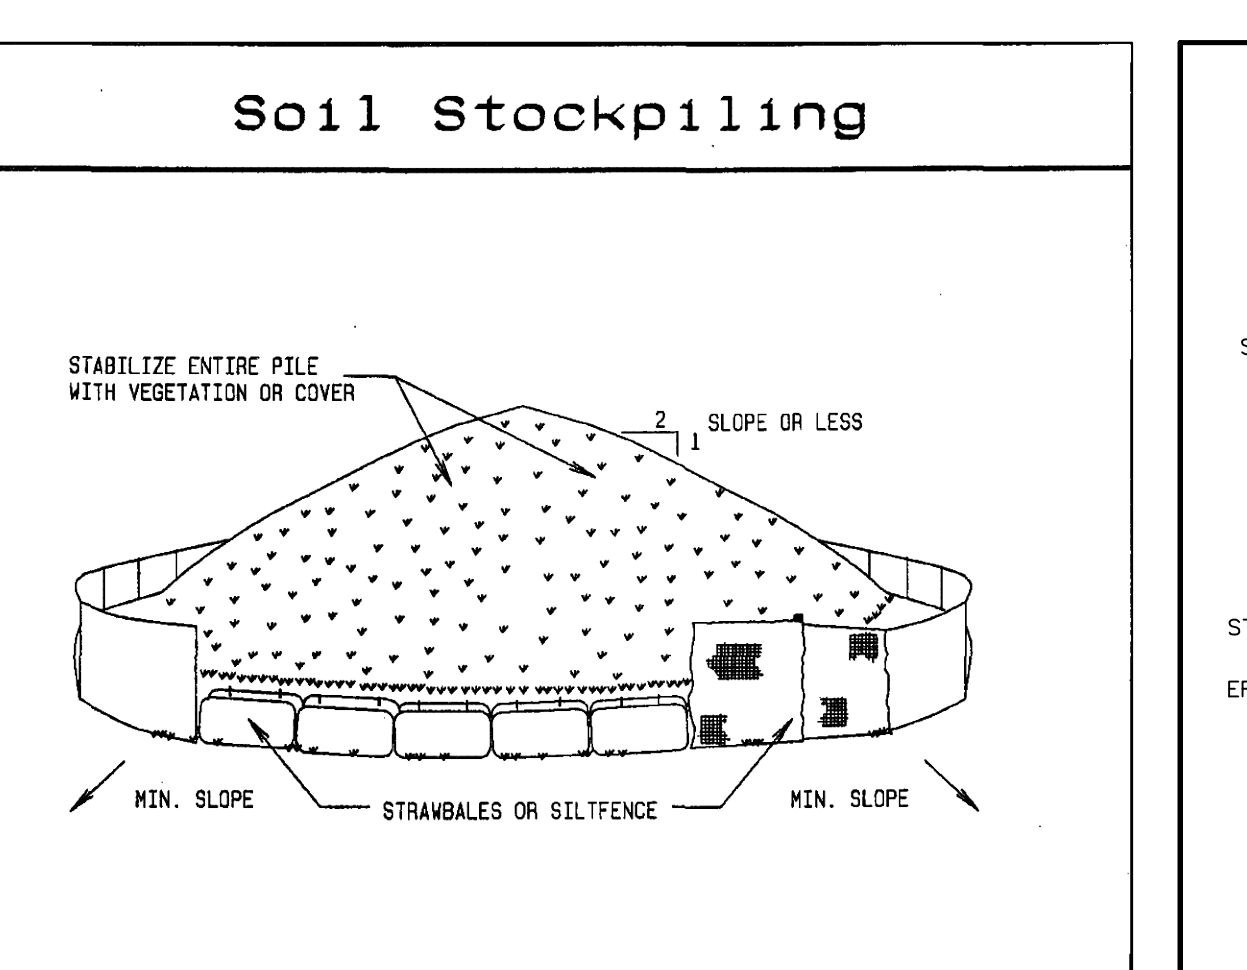 Soil Stockpiling
STABILIZE ENTIRE PILE
WITH VEGETATION OR COVER
2
1
SLOPE OR LESS
MIN. SLOPE
STRAWBALES OR SILTFENCE
MIN. SLOPE